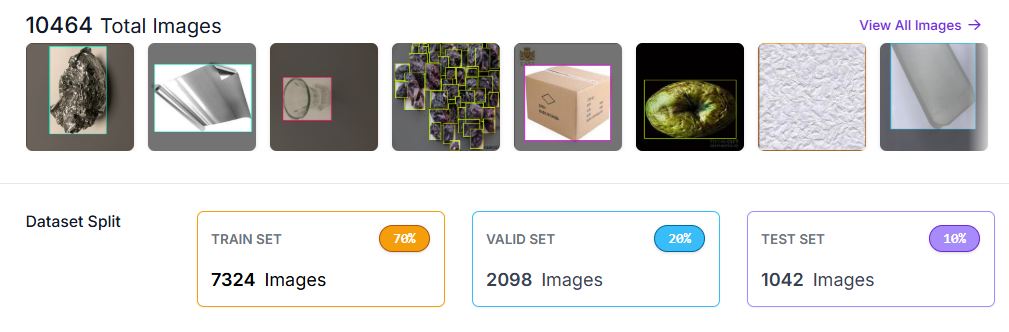 10464 Total Images
View All Images →
Dataset Split
TRAIN SET
70%
7324 Images
VALID SET
20%
2098 Images
TEST SET
10%
1042 Images